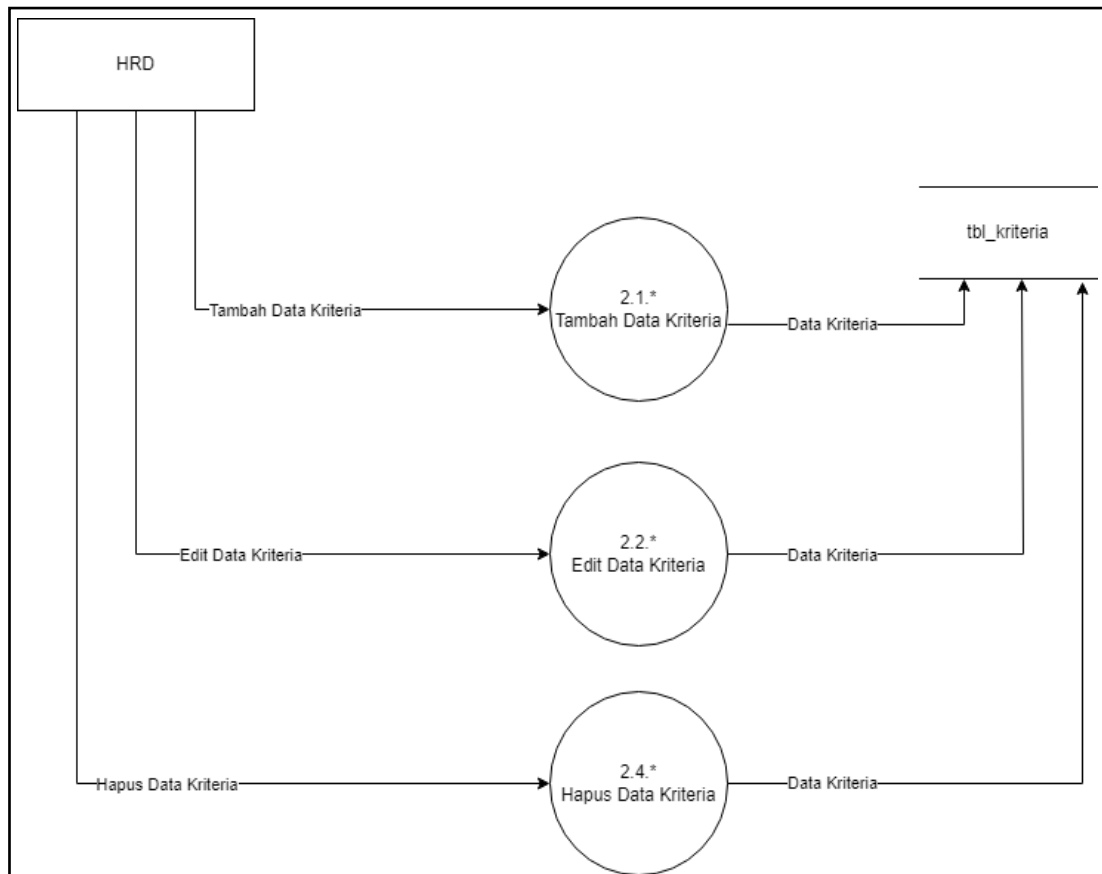 HRD
tbl_kriteria
Tambah Data Kriteria
2.1.*
Tambah Data Kriteria
Data Kriteria
Edit Data Kriteria
2.2.*
Edit Data Kriteria
Data Kriteria
Hapus Data Kriteria
2.4.*
Hapus Data Kriteria
Data Kriteria